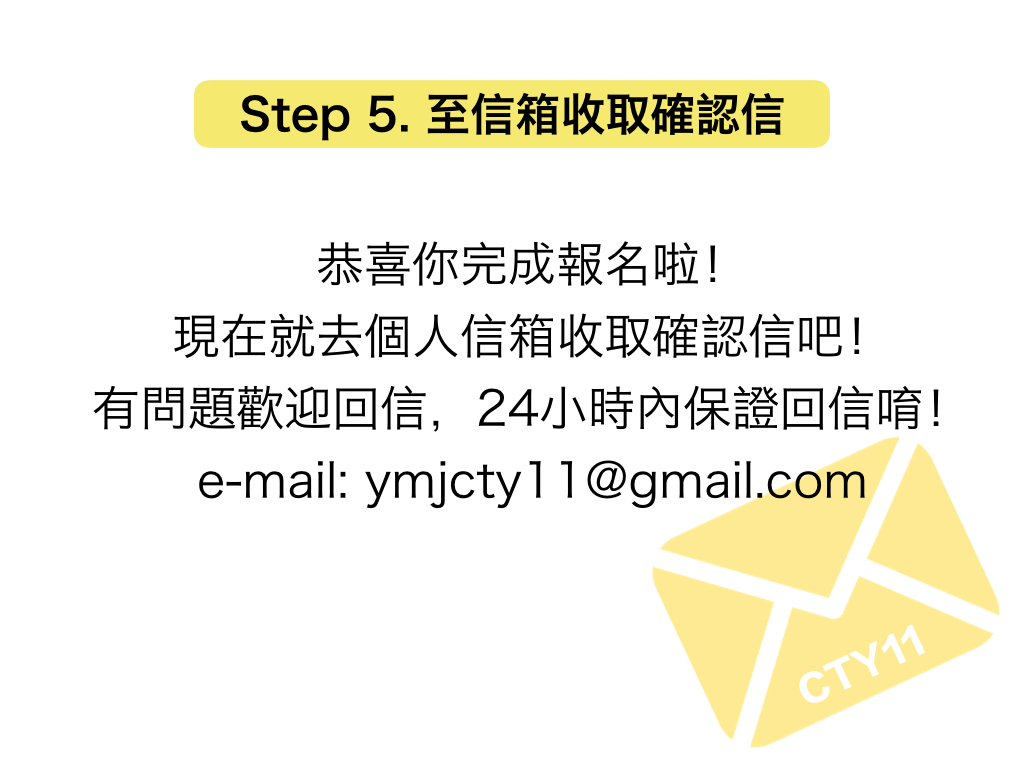 Step 5. 至信箱收取確認信
恭喜你完成報名啦！
現在就去個人信箱收取確認信吧！
有問題歡迎回信，24小時內保證回信唷！
e-mail: ymjcty11@gmail.com
CTY11